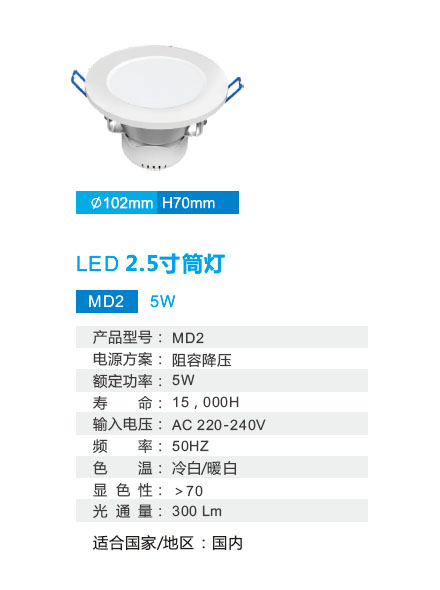 Ø102mm H70mm
LED 2.5寸筒灯
MD2 5W
产品型号：MD2
电源方案：阻容降压
额定功率：5W
寿 命：15，000H
输入电压：AC 220-240V
频 率：50HZ
色 温：冷白/暖白
显 色 性：＞70
光 通 量：300 Lm
适合国家/地区：国内